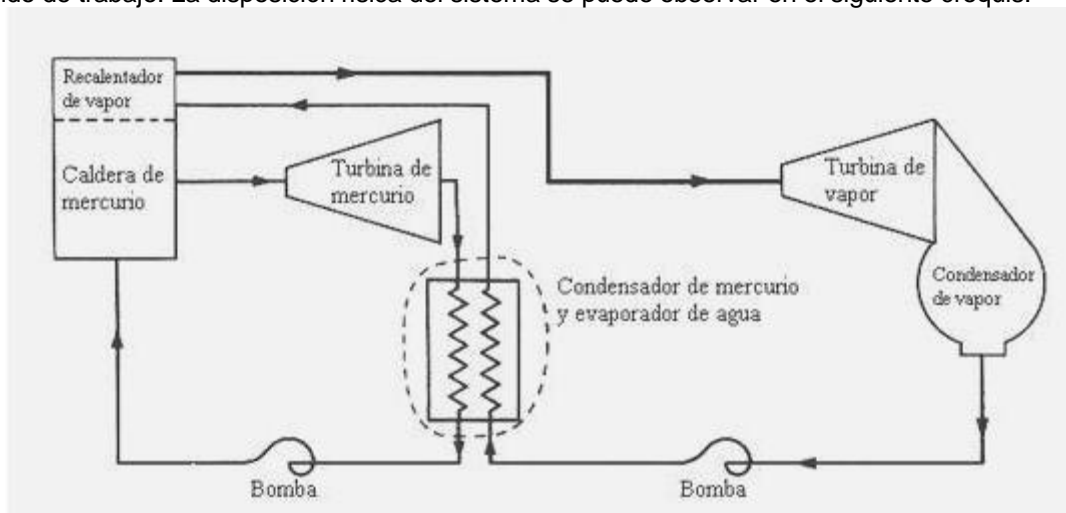 Recalentador
de vapor
Caldera de
mercurio
Turbina de
mercurio
Turbina de
vapor
Condensador
de vapor
Condensador de mercurio
y evaporador de agua
Bomba
Bomba